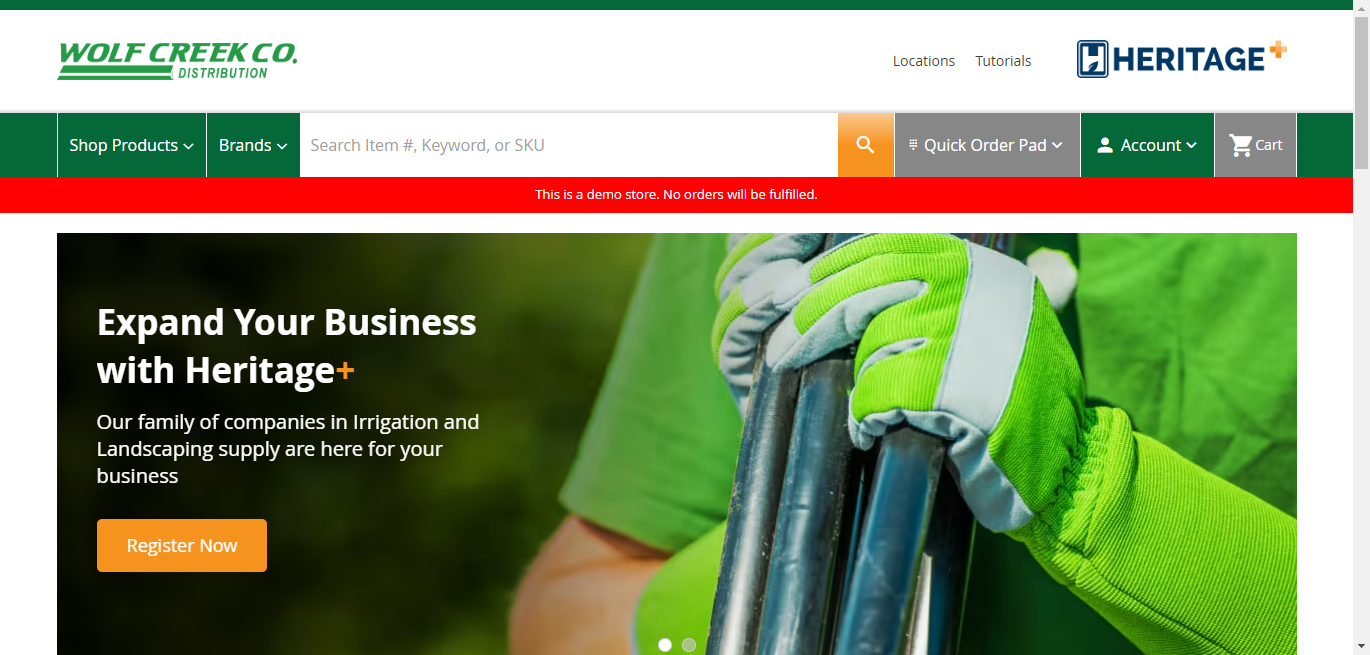 WOLF CREEK CO.
DISTRIBUTION
Locations
Tutorials
HERITAGE+
Shop Products
Brands
Search Item #, Keyword, or SKU
Quick Order Pad
Account
Cart
This is a demo store. No orders will be fulfilled.
Expand Your Business
with Heritage+
Our family of companies in Irrigation and
Landscaping supply are here for your
business
Register Now